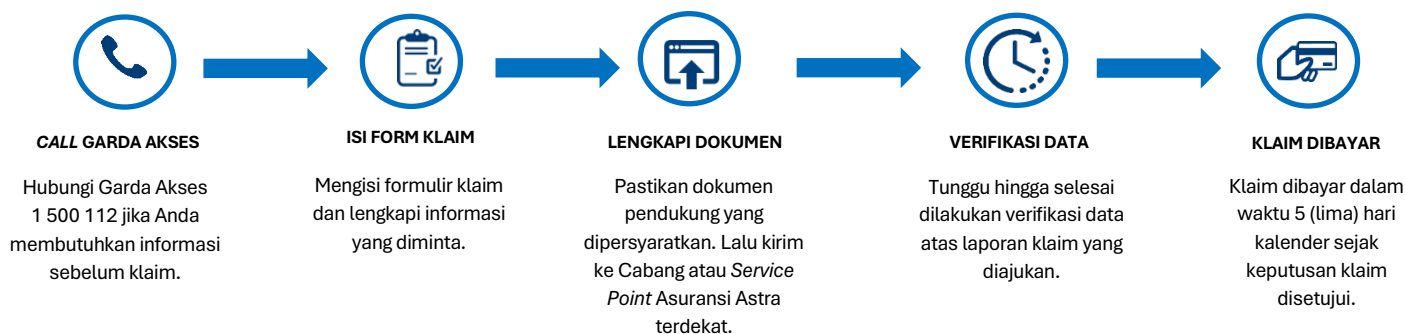 CALL GARDA AKSES
Hubungi Garda Akses
1 500 112 jika Anda
membutuhkan informasi
sebelum klaim.
ISI FORM KLAIM
Mengisi formulir klaim
dan lengkapi informasi
yang diminta.
LENGKAPI DOKUMEN
Pastikan dokumen
pendukung yang
dipersyaratkan. Lalu kirim
ke Cabang atau Service
Point Asuransi Astra
terdekat.
VERIFIKASI DATA
Tunggu hingga selesai
dilakukan verifikasi data
atas laporan klaim yang
diajukan.
KLAIM DIBAYAR
Klaim dibayar dalam
waktu 5 (lima) hari
kalender sejak
keputusan klaim
disetujui.